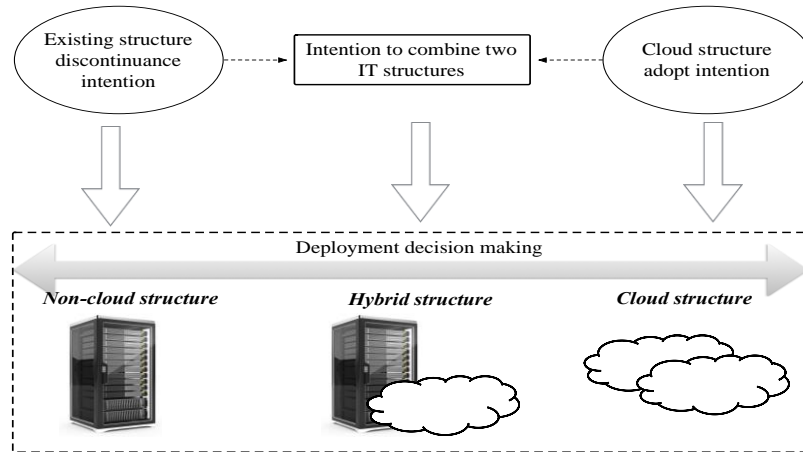 Existing structure
discontinuance
intention
Intention to combine two
IT structures
Cloud structure
adopt intention
Deployment decision making
Non-cloud structure
Hybrid structure
Cloud structure